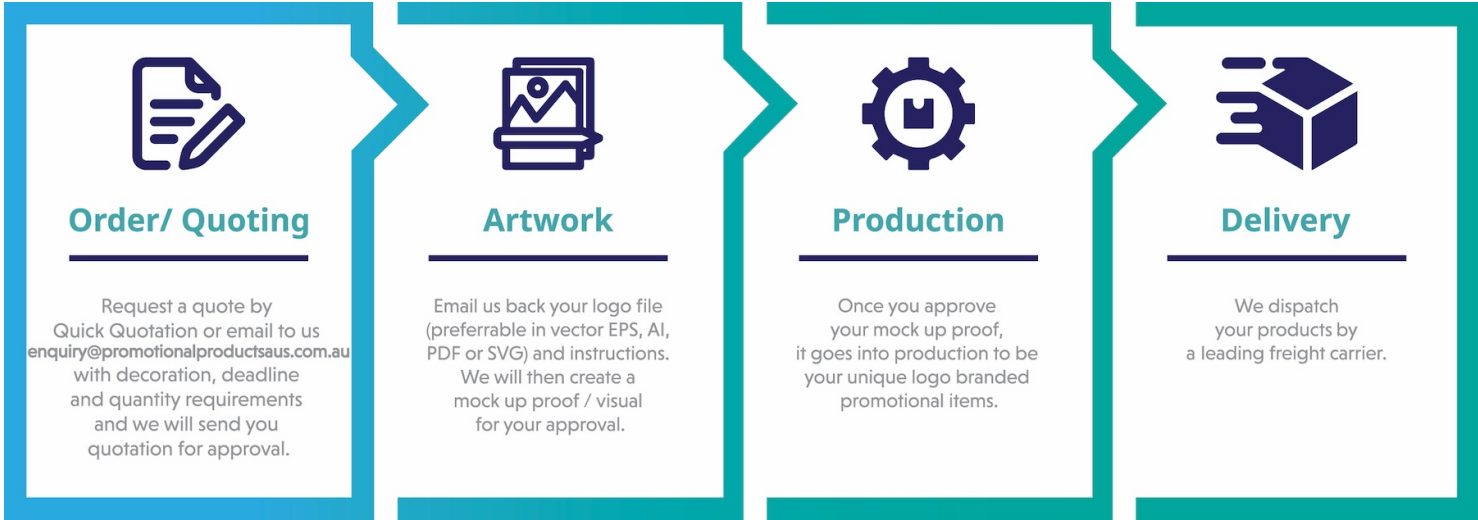 Order/ Quoting
Request a quote by
Quick Quotation or email to us
enquiry@promotionalproductsaus.com.au
with decoration, deadline
and quantity requirements
and we will send you
quotation for approval.
Artwork
Email us back your logo file
(preferrable in vector EPS, AI,
PDF or SVG) and instructions.
We will then create a
mock up proof / visual
for your approval.
Production
Once you approve
your mock up proof,
it goes into production to be
your unique logo branded
promotional items.
Delivery
We dispatch
your products by
a leading freight carrier.